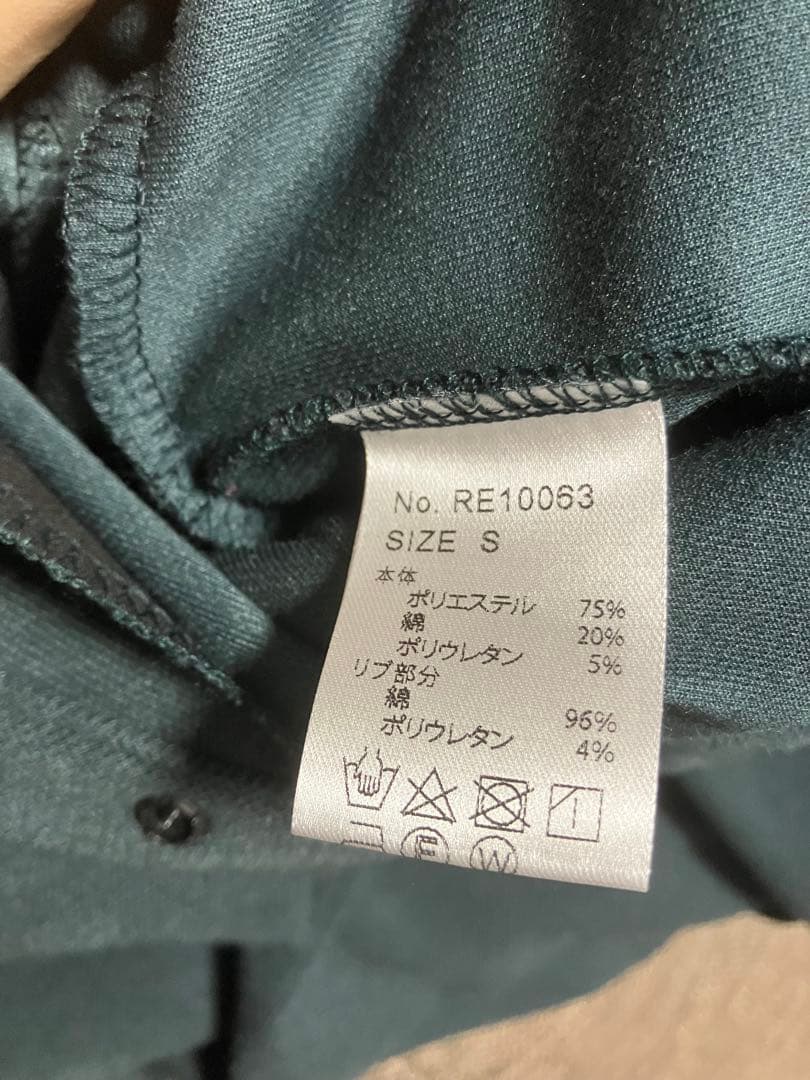 No. RE10063
SIZE S
本体
ポリエステル 75%
綿 20%
ポリウレタン 5%
リブ部分
綿 96%
ポリウレタン 4%
W